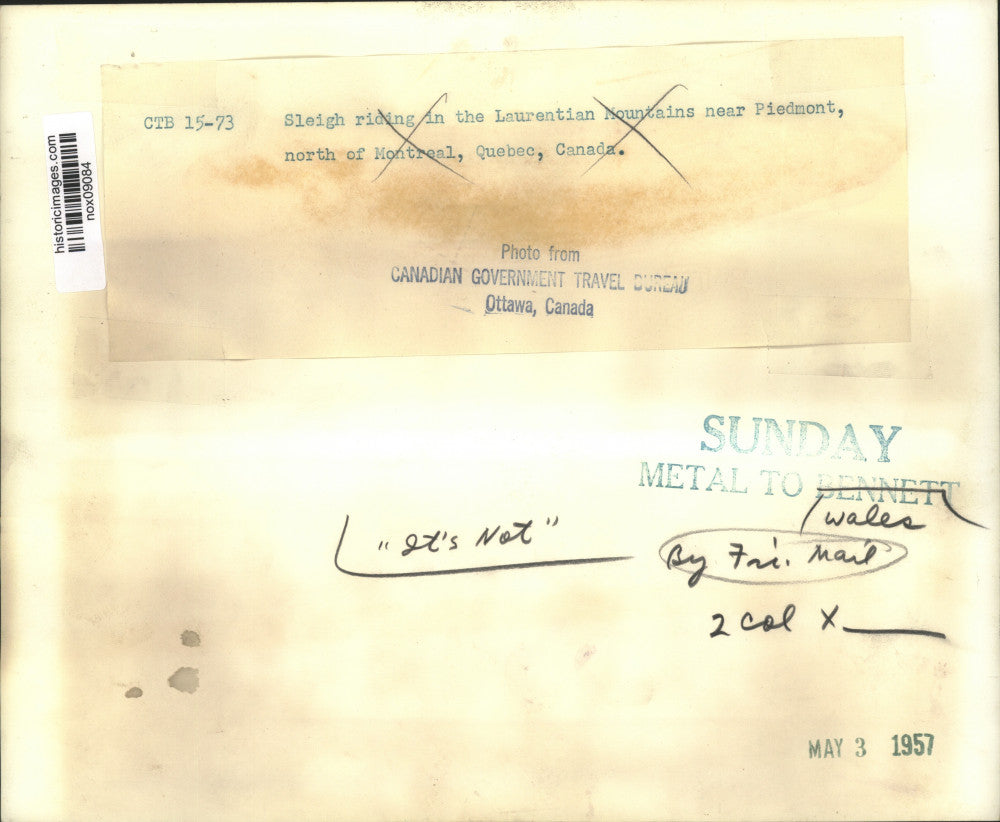 CTB 15-73 Sleigh riding in the Laurentian Mountains near Piedmont,
north of Montreal, Quebec, Canada.
historicimages.com
nox09084
Photo from
CANADIAN GOVERNMENT TRAVEL BUREAU
Ottawa, Canada
SUNDAY
METAL TO BENNETT
wales
"It's Not"
By Fri. Mail
2 col X
MAY 3 1957